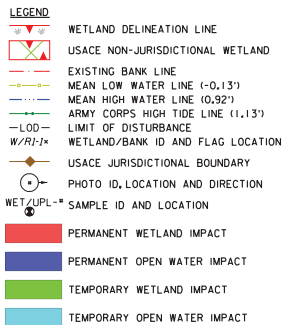 LEGEND
WETLAND DELINEATION LINE
USACE NON-JURISDICTIONAL WETLAND
EXISTING BANK LINE
MEAN LOW WATER LINE (-0.13')
MEAN HIGH WATER LINE (0.92')
ARMY CORPS HIGH TIDE LINE (1.13')
LOD LIMIT OF DISTURBANCE
W/R1-1x WETLAND/BANK ID AND FLAG LOCATION
USACE JURISDICTIONAL BOUNDARY
PHOTO ID, LOCATION AND DIRECTION
WET/UPL-* SAMPLE ID AND LOCATION
PERMANENT WETLAND IMPACT
PERMANENT OPEN WATER IMPACT
TEMPORARY WETLAND IMPACT
TEMPORARY OPEN WATER IMPACT